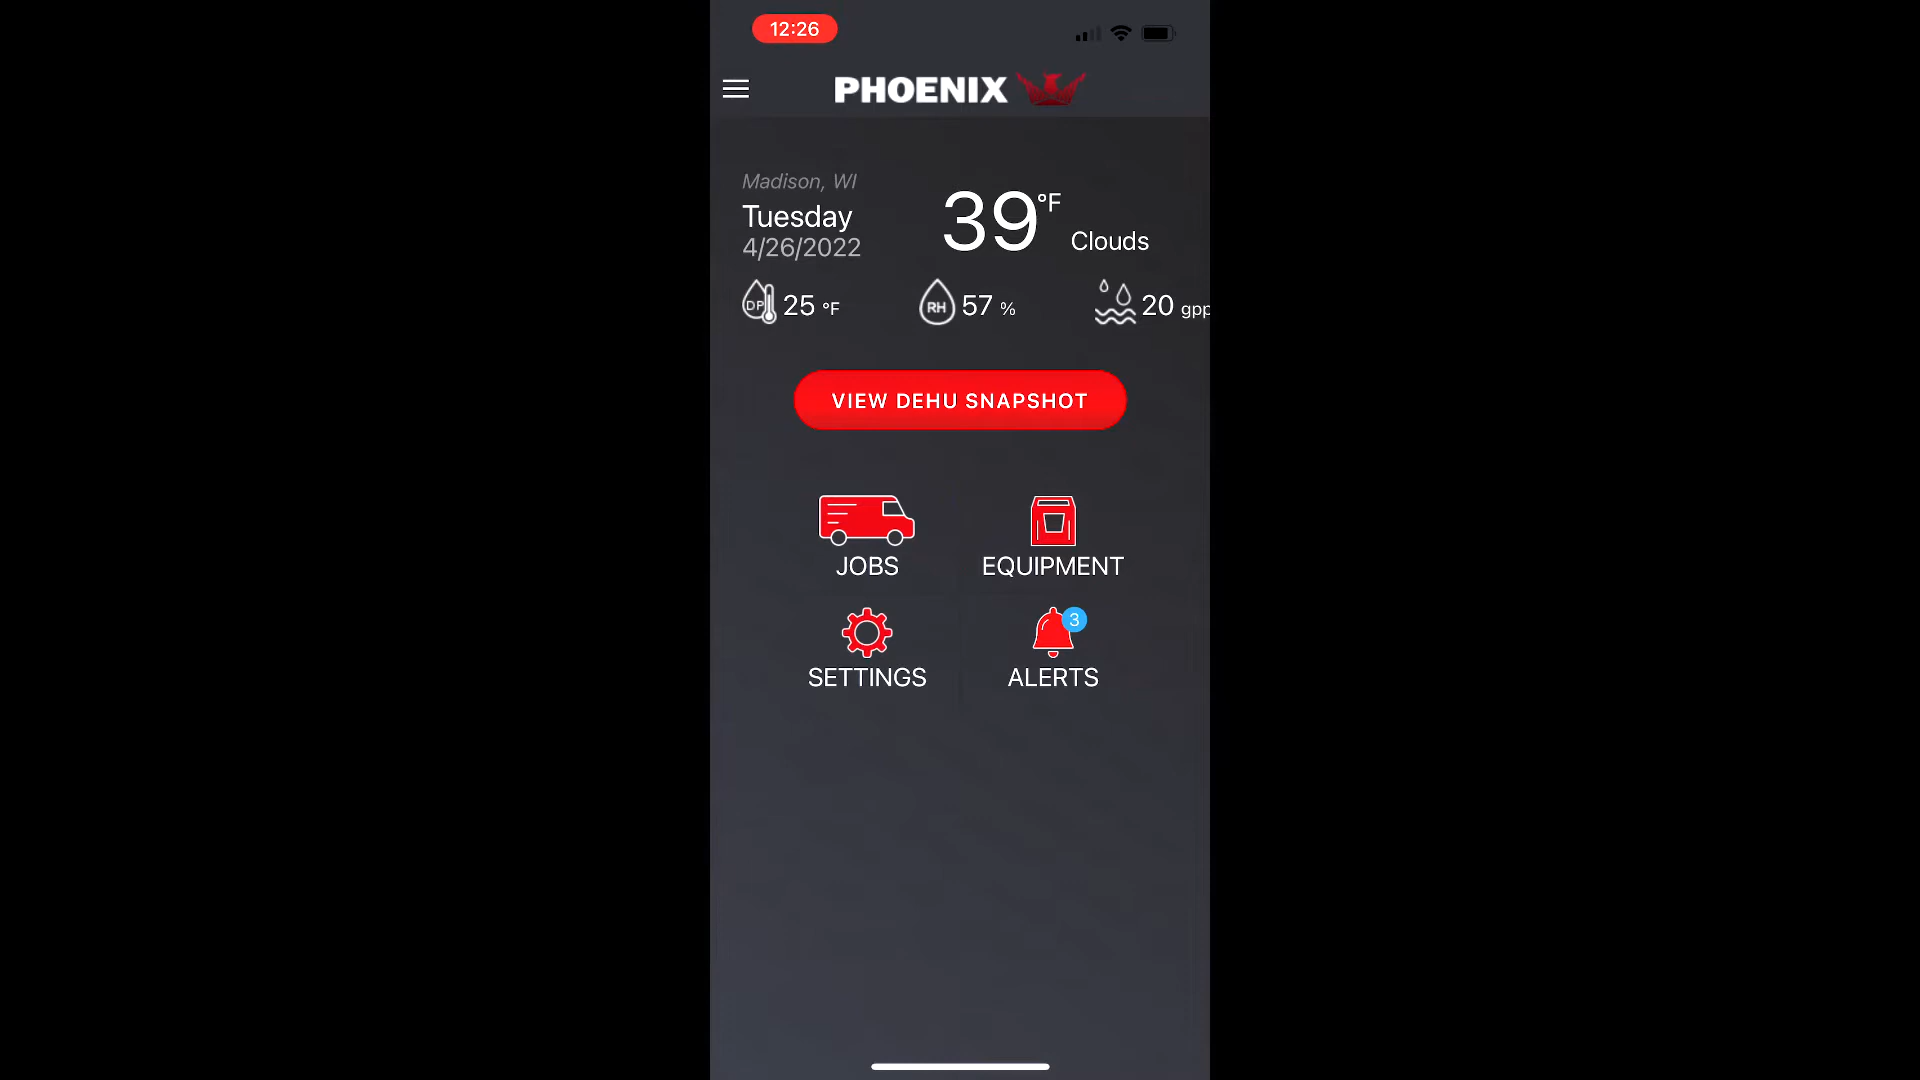 12:26
PHOENIX
Madison, WI
Tuesday
4/26/2022
39 °F
Clouds
DP 25 °F
RH 57 %
20 gpp
VIEW DEHU SNAPSHOT
JOBS
EQUIPMENT
3
SETTINGS
ALERTS